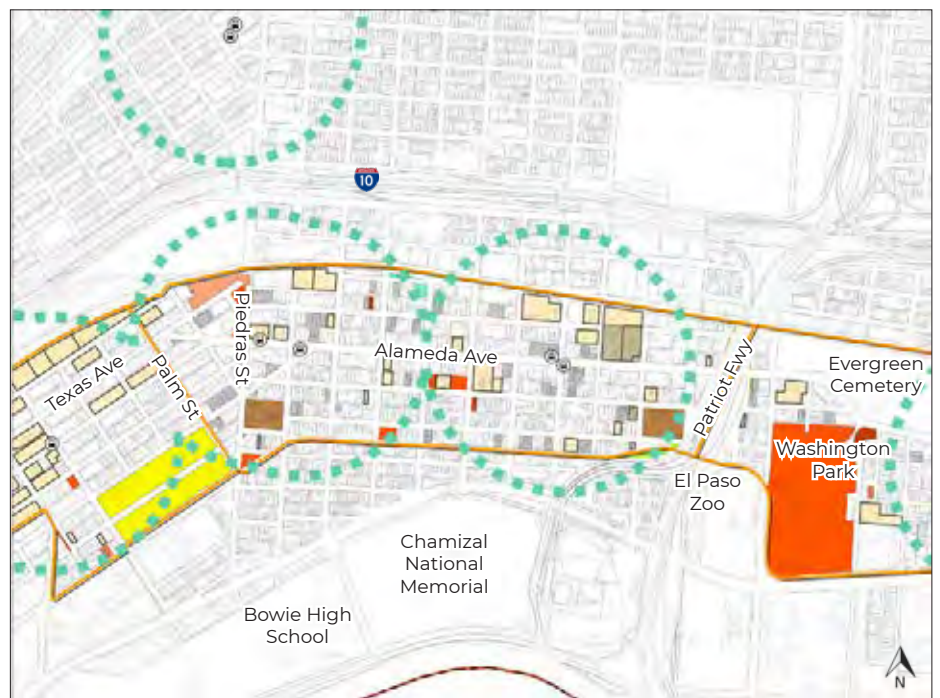 10
Piedras St
Texas Ave
Palm St
Alameda Ave
Patriot Fwy
Evergreen
Cemetery
Washington
Park
El Paso
Zoo
Chamizal
National
Memorial
Bowie High
School
N